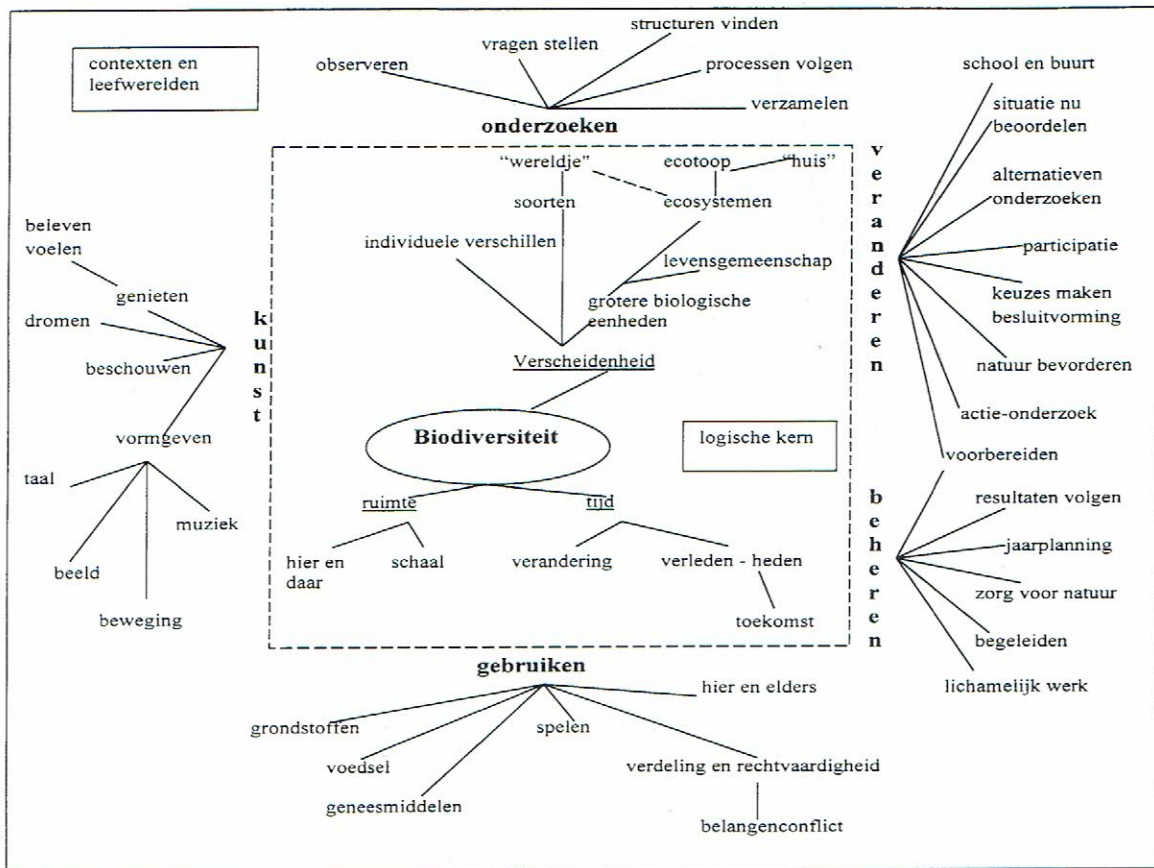 structuren vinden
vragen stellen
observeren
processen volgen
verzamelen
contexten en
leefwerelden
onderzoeken
school en buurt
situatie nu
beoordelen
alternatieven
onderzoeken
participatie
keuzes maken
besluitvorming
natuur bevorderen
actie-onderzoek
voorbereiden
veranderen
"wereldje"
ecotoop
"huis"
soorten
ecosystemen
individuele verschillen
levensgemeenschap
grotere biologische
eenheden
Verscheidenheid
Biodiversiteit
logische kern
ruimte
tijd
hier en
daar
schaal
verandering
verleden - heden
toekomst
beleven
voelen
genieten
dromen
beschouwen
kunst
vormgeven
taal
muziek
beeld
beweging
beheren
resultaten volgen
jaarplanning
zorg voor natuur
begeleiden
lichamelijk werk
gebruiken
hier en elders
grondstoffen
spelen
voedsel
verdeling en rechtvaardigheid
geneesmiddelen
belangenconflict